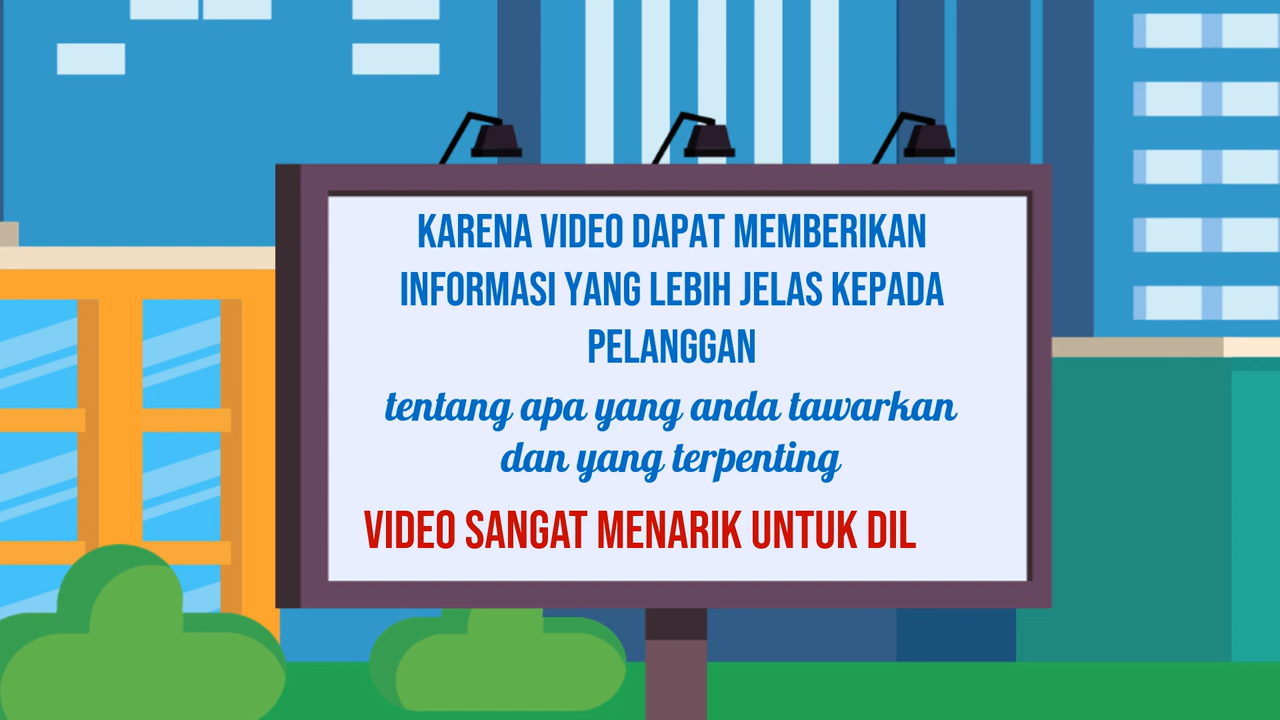 KARENA VIDEO DAPAT MEMBERIKAN
INFORMASI YANG LEBIH JELAS KEPADA
PELANGGAN
tentang apa yang anda tawarkan
dan yang terpenting
VIDEO SANGAT MENARIK UNTUK DIL